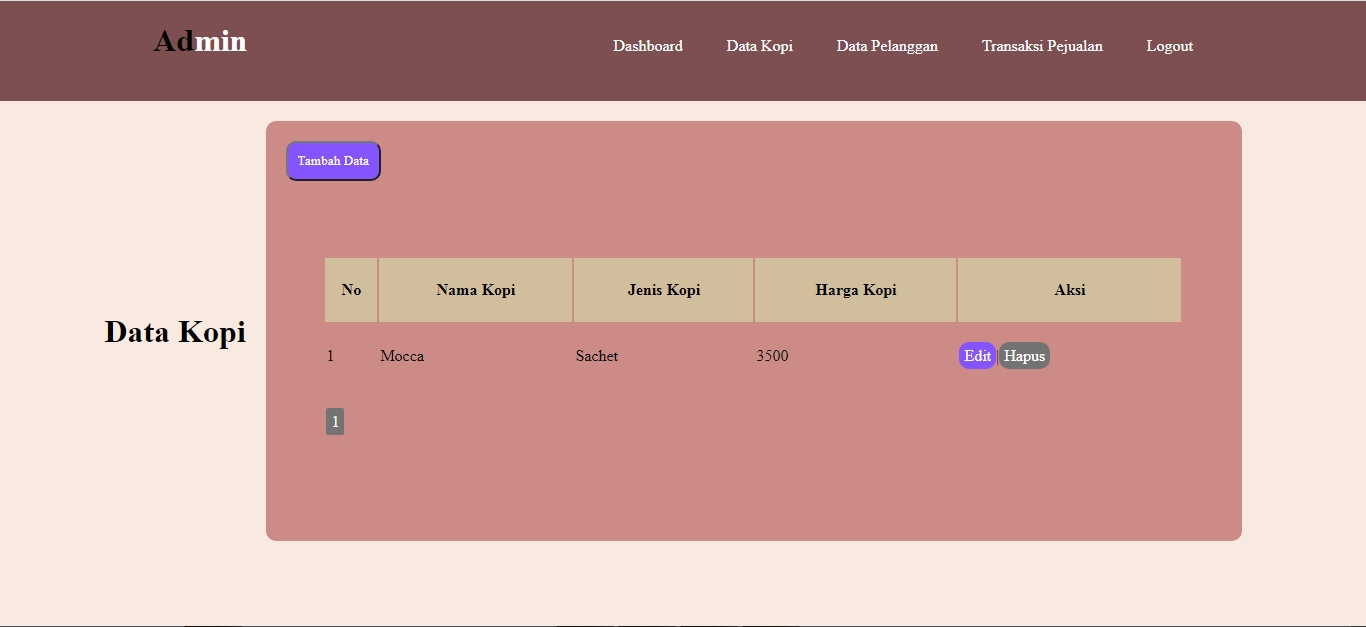 Admin
Dashboard Data Kopi Data Pelanggan Transaksi Pejualan Logout
Tambah Data
Data Kopi
No Nama Kopi Jenis Kopi Harga Kopi Aksi
1 Mocca Sachet 3500 Edit|Hapus
1